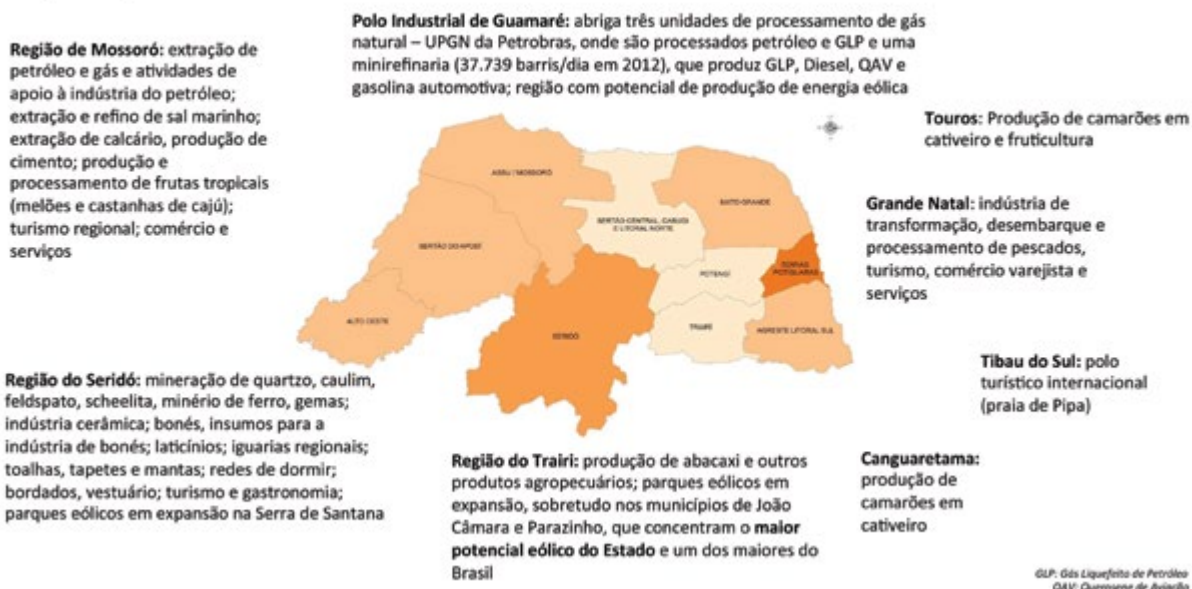 Polo Industrial de Guamaré: abriga três unidades de processamento de gás
natural – UPGN da Petrobras, onde são processados petróleo e GLP e uma
minirefinaria (37.739 barris/dia em 2012), que produz GLP, Diesel, QAV e
gasolina automotiva; região com potencial de produção de energia eólica
Região de Mossoró: extração de
petróleo e gás e atividades de
apoio à indústria do petróleo;
extração e refino de sal marinho;
extração de calcário, produção de
cimento; produção e
processamento de frutas tropicais
(melões e castanhas de cajú);
turismo regional; comércio e
serviços
Touros: Produção de camarões em
cativeiro e fruticultura
Grande Natal: indústria de
transformação, desembarque e
processamento de pescados,
turismo, comércio varejista e
serviços
ASSU / MOSSORÓ
SERTÃO CENTRAL, CABUGI
E LITORAL NORTE
MATO GRANDE
SERTÃO DO APODI
POTENGI
TERRAS
POTIGUARAS
ALTO OESTE
SERIDÓ
TRAIRI
AGRESTE LITORAL SUL
Tibau do Sul: polo
turístico internacional
(praia de Pipa)
Região do Seridó: mineração de quartzo, caulim,
feldspato, scheelita, minério de ferro, gemas;
indústria cerâmica; bonés, insumos para a
indústria de bonés; laticínios; iguarias regionais;
toalhas, tapetes e mantas; redes de dormir;
bordados, vestuário; turismo e gastronomia;
parques eólicos em expansão na Serra de Santana
Região do Trairi: produção de abacaxi e outros
produtos agropecuários; parques eólicos em
expansão, sobretudo nos municípios de João
Câmara e Parazinho, que concentram o maior
potencial eólico do Estado e um dos maiores do
Brasil
Canguaretama:
produção de
camarões em
cativeiro
GLP: Gás Liquefeito de Petróleo
QAV: Querosene de Aviação